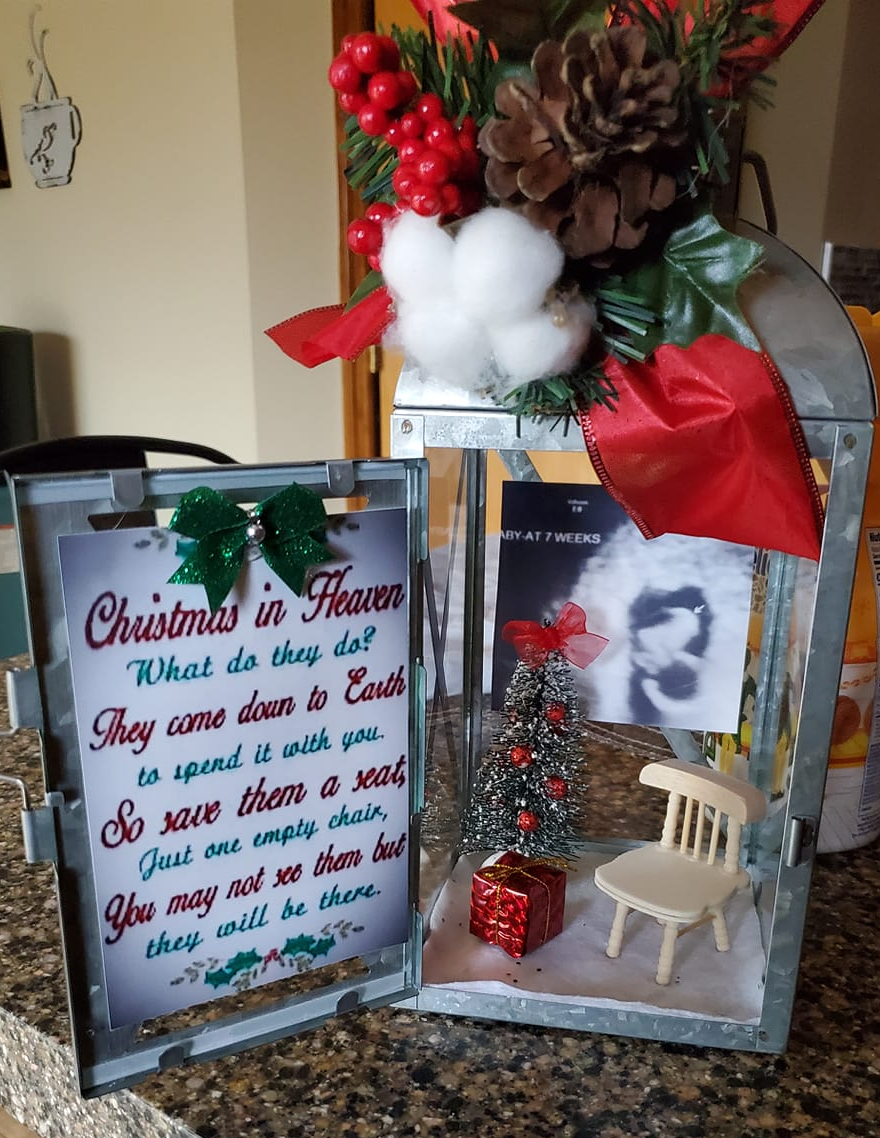 Christmas in Heaven
What do they do?
They come down to Earth
to spend it with you.
So save them a seat,
Just one empty chair,
You may not see them but
they will be there.
ABY-AT 7 WEEKS